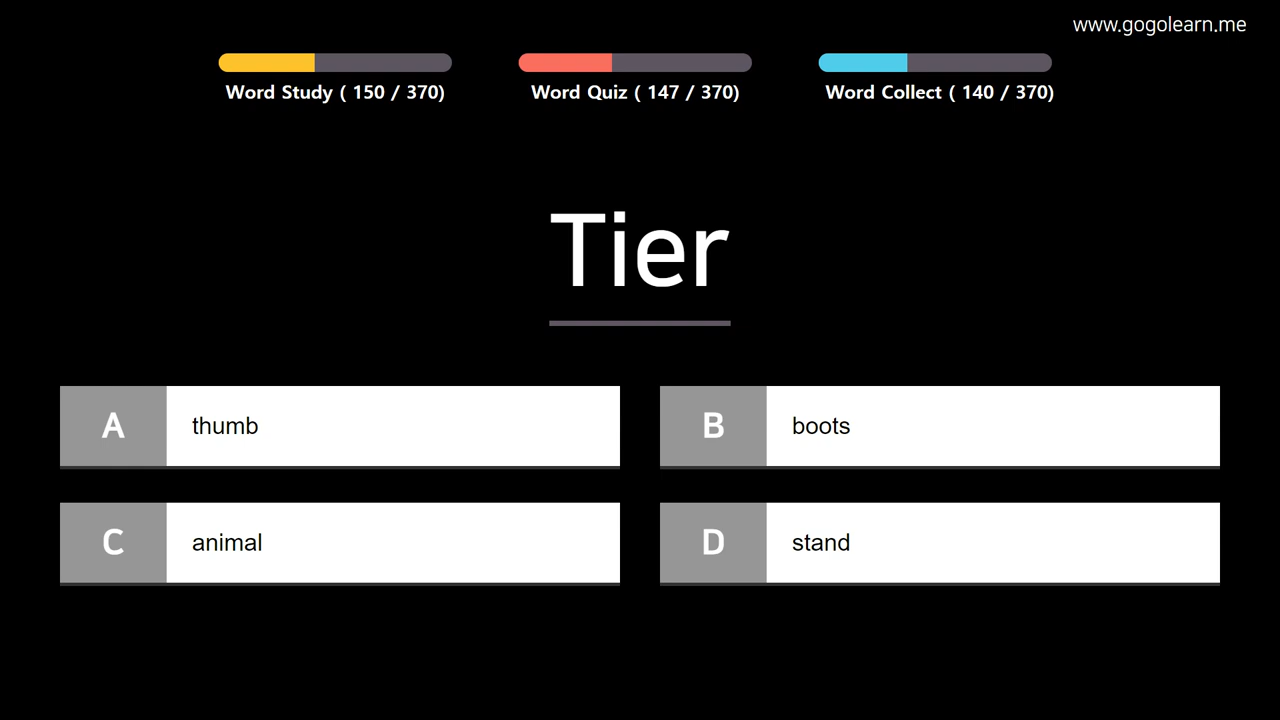 www.gogolearn.me
Word Study ( 150 / 370)
Word Quiz ( 147 / 370)
Word Collect ( 140 / 370)
Tier
A thumb
B boots
C animal
D stand